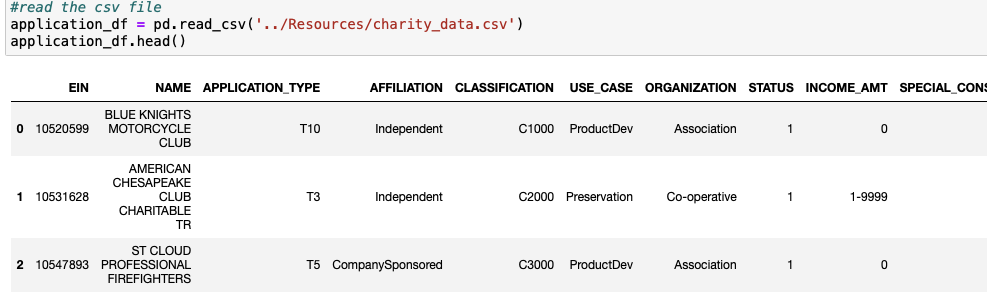 #read the csv file
application_df = pd.read_csv('../Resources/charity_data.csv')
application_df.head()
EIN NAME APPLICATION_TYPE AFFILIATION CLASSIFICATION USE_CASE ORGANIZATION STATUS INCOME_AMT SPECIAL_CONS
0 10520599 BLUE KNIGHTS MOTORCYCLE CLUB T10 Independent C1000 ProductDev Association 1 0
1 10531628 AMERICAN CHESAPEAKE CLUB CHARITABLE TR T3 Independent C2000 Preservation Co-operative 1 1-9999
2 10547893 ST CLOUD PROFESSIONAL FIREFIGHTERS T5 CompanySponsored C3000 ProductDev Association 1 0